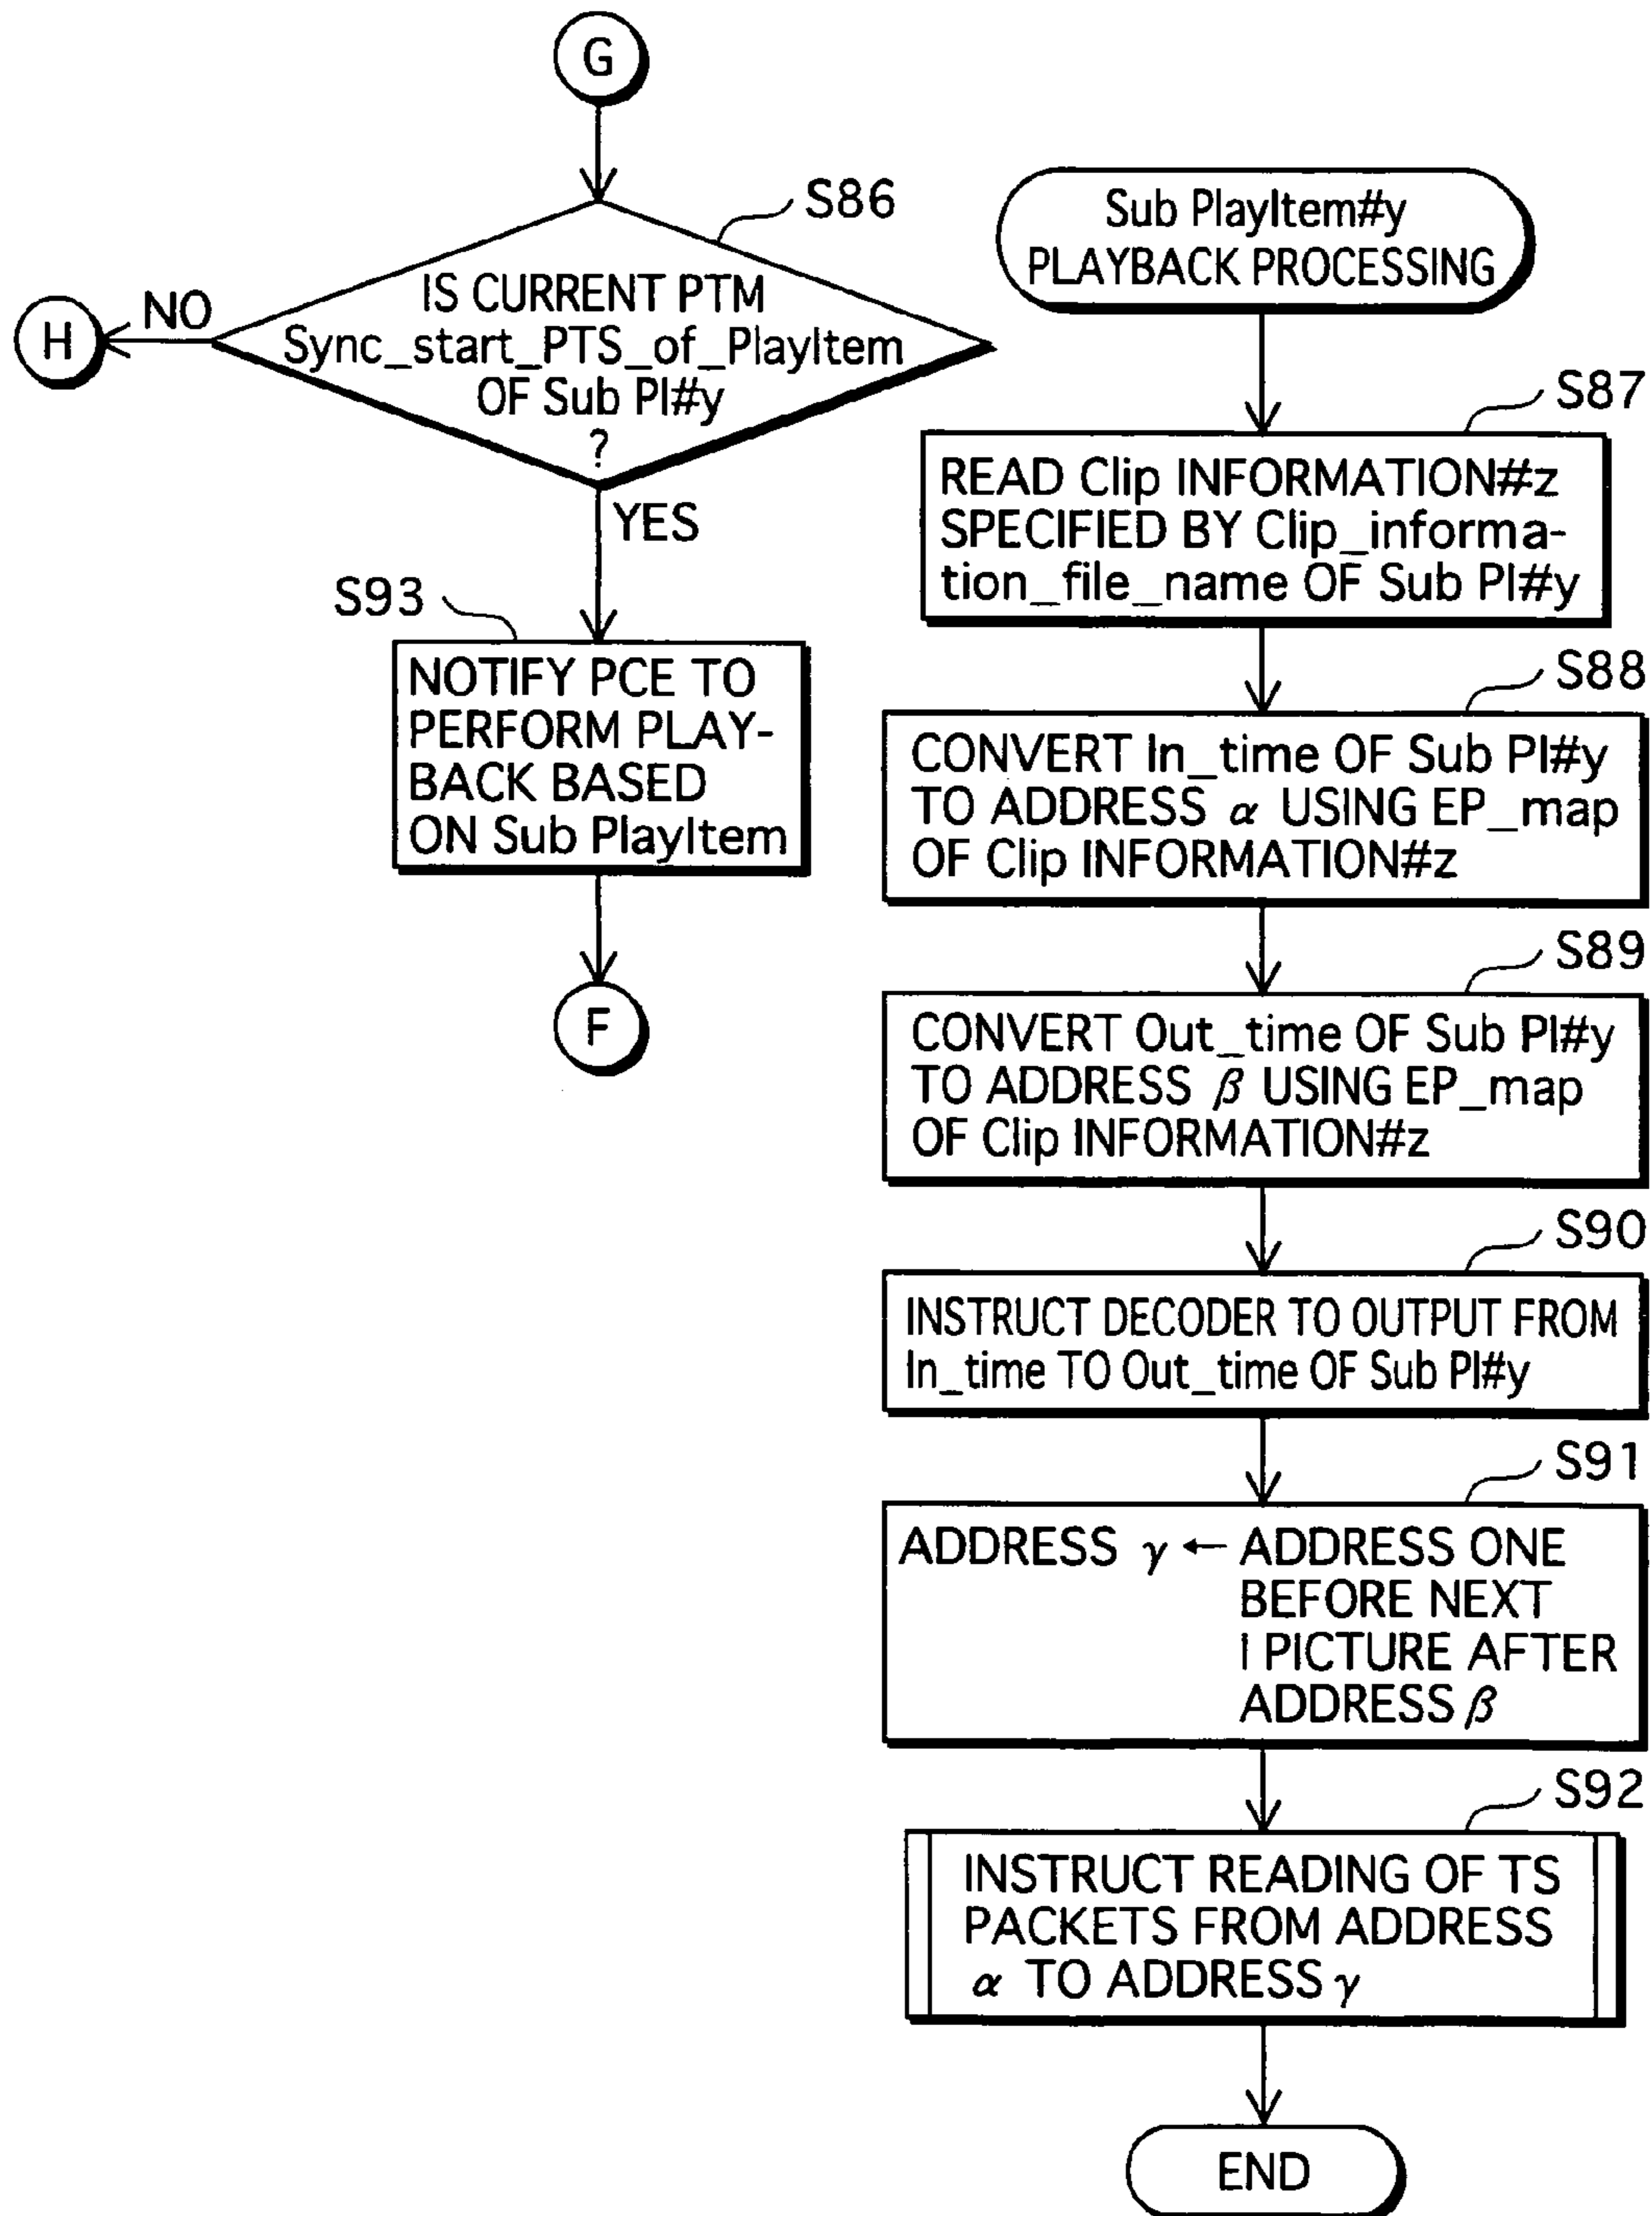 G
S86
IS CURRENT PTM
Sync_start_PTS_of_PlayItem
OF Sub PI#y
?
NO
H
YES
S93
NOTIFY PCE TO
PERFORM PLAY-
BACK BASED
ON Sub PlayItem
F
Sub PlayItem#y
PLAYBACK PROCESSING
S87
READ Clip INFORMATION#z
SPECIFIED BY Clip_informa-
tion_file_name OF Sub PI#y
S88
CONVERT In_time OF Sub PI#y
TO ADDRESS α USING EP_map
OF Clip INFORMATION#z
S89
CONVERT Out_time OF Sub PI#y
TO ADDRESS β USING EP_map
OF Clip INFORMATION#z
S90
INSTRUCT DECODER TO OUTPUT FROM
In_time TO Out_time OF Sub PI#y
S91
ADDRESS γ ← ADDRESS ONE
BEFORE NEXT
I PICTURE AFTER
ADDRESS β
S92
INSTRUCT READING OF TS
PACKETS FROM ADDRESS
α TO ADDRESS γ
END